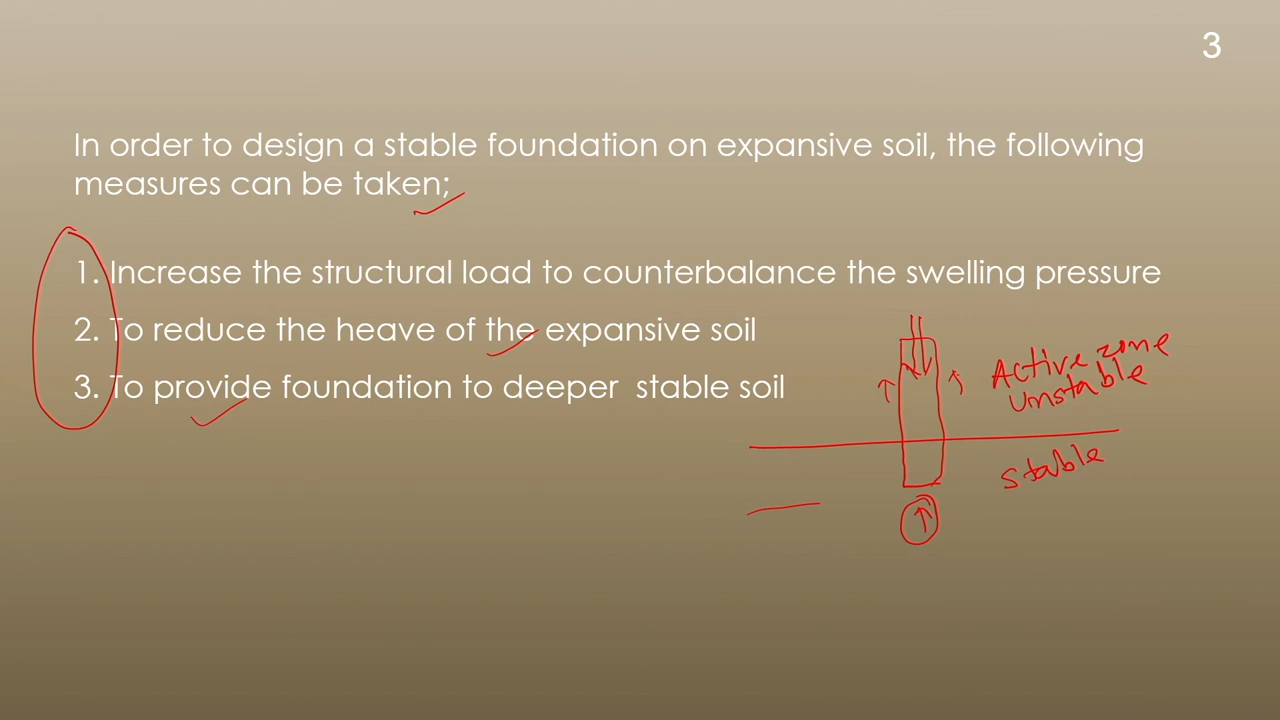 3
In order to design a stable foundation on expansive soil, the following
measures can be taken;
1. Increase the structural load to counterbalance the swelling pressure
2. To reduce the heave of the expansive soil
3. To provide foundation to deeper stable soil
Active zone
Unstable
Stable